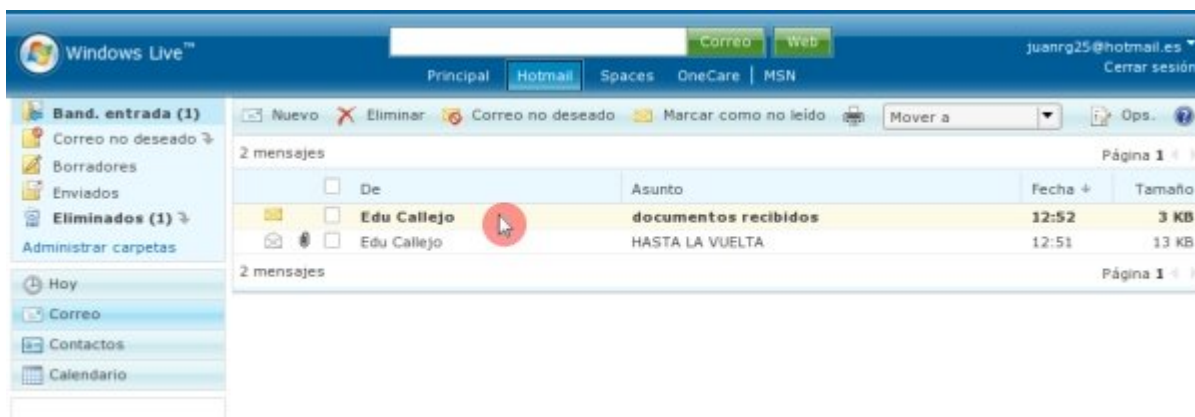 Windows Live™
Correo Web
juanrg25@hotmail.es
Cerrar sesión
Principal Hotmail Spaces OneCare MSN
Band. entrada (1)
Correo no deseado
Borradores
Enviados
Eliminados (1)
Administrar carpetas
Hoy
Correo
Contactos
Calendario
Nuevo Eliminar Correo no deseado Marcar como no leído Mover a Ops.
2 mensajes Página 1
De Asunto Fecha Tamaño
Edu Callejo documentos recibidos 12:52 3 KB
Edu Callejo HASTA LA VUELTA 12:51 13 KB
2 mensajes Página 1